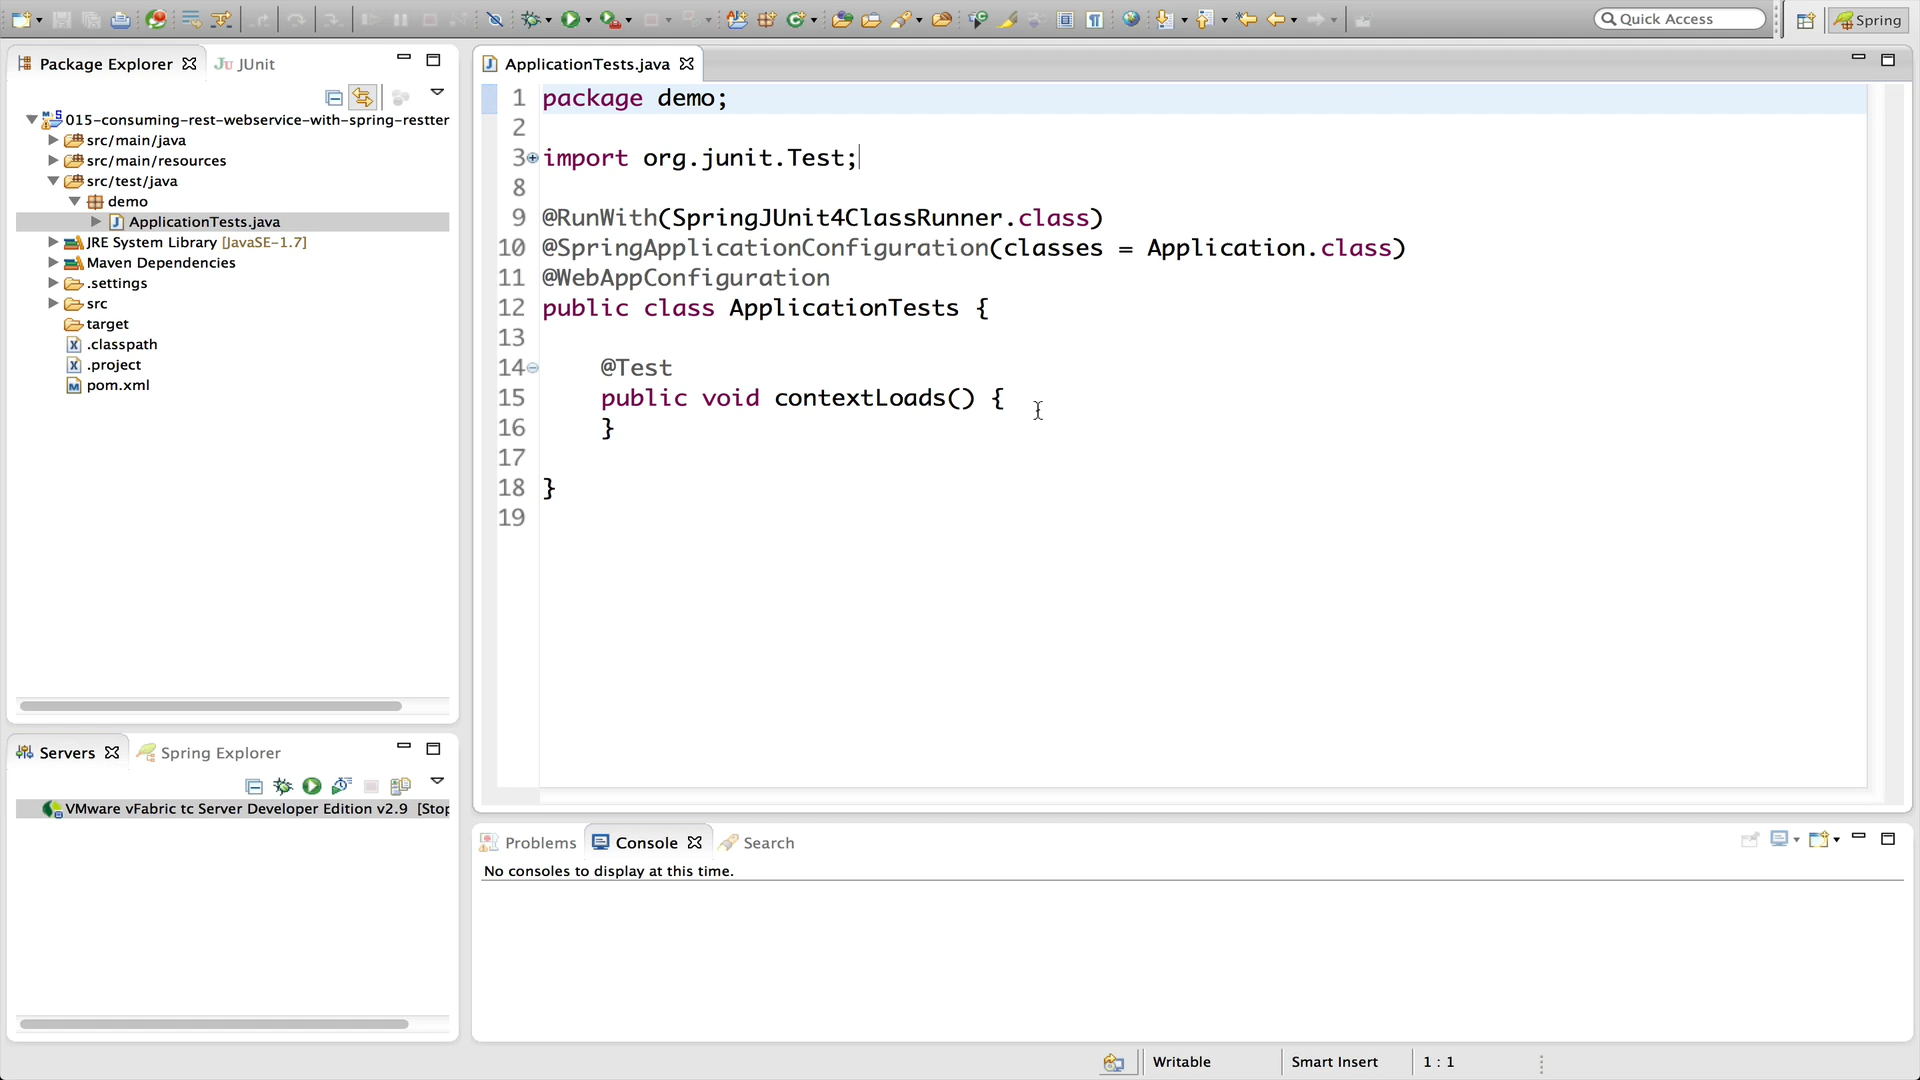 Quick Access
Spring
Package Explorer
JUnit
015-consuming-rest-webservice-with-spring-restter
src/main/java
src/main/resources
src/test/java
demo
ApplicationTests.java
JRE System Library [JavaSE-1.7]
Maven Dependencies
.settings
src
target
.classpath
.project
pom.xml
ApplicationTests.java
1 package demo;
2
3 import org.junit.Test;
8
9 @RunWith(SpringJUnit4ClassRunner.class)
10 @SpringApplicationConfiguration(classes = Application.class)
11 @WebAppConfiguration
12 public class ApplicationTests {
13
14 @Test
15 public void contextLoads() {
16 }
17
18 }
19
Servers
Spring Explorer
VMware vFabric tc Server Developer Edition v2.9 [Stop
Problems
Console
Search
No consoles to display at this time.
Writable
Smart Insert
1 : 1